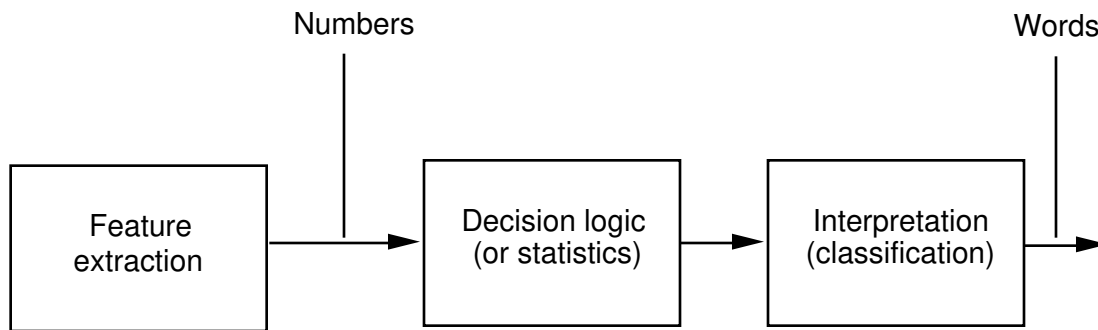 Numbers
Words
Feature
extraction
Decision logic
(or statistics)
Interpretation
(classification)